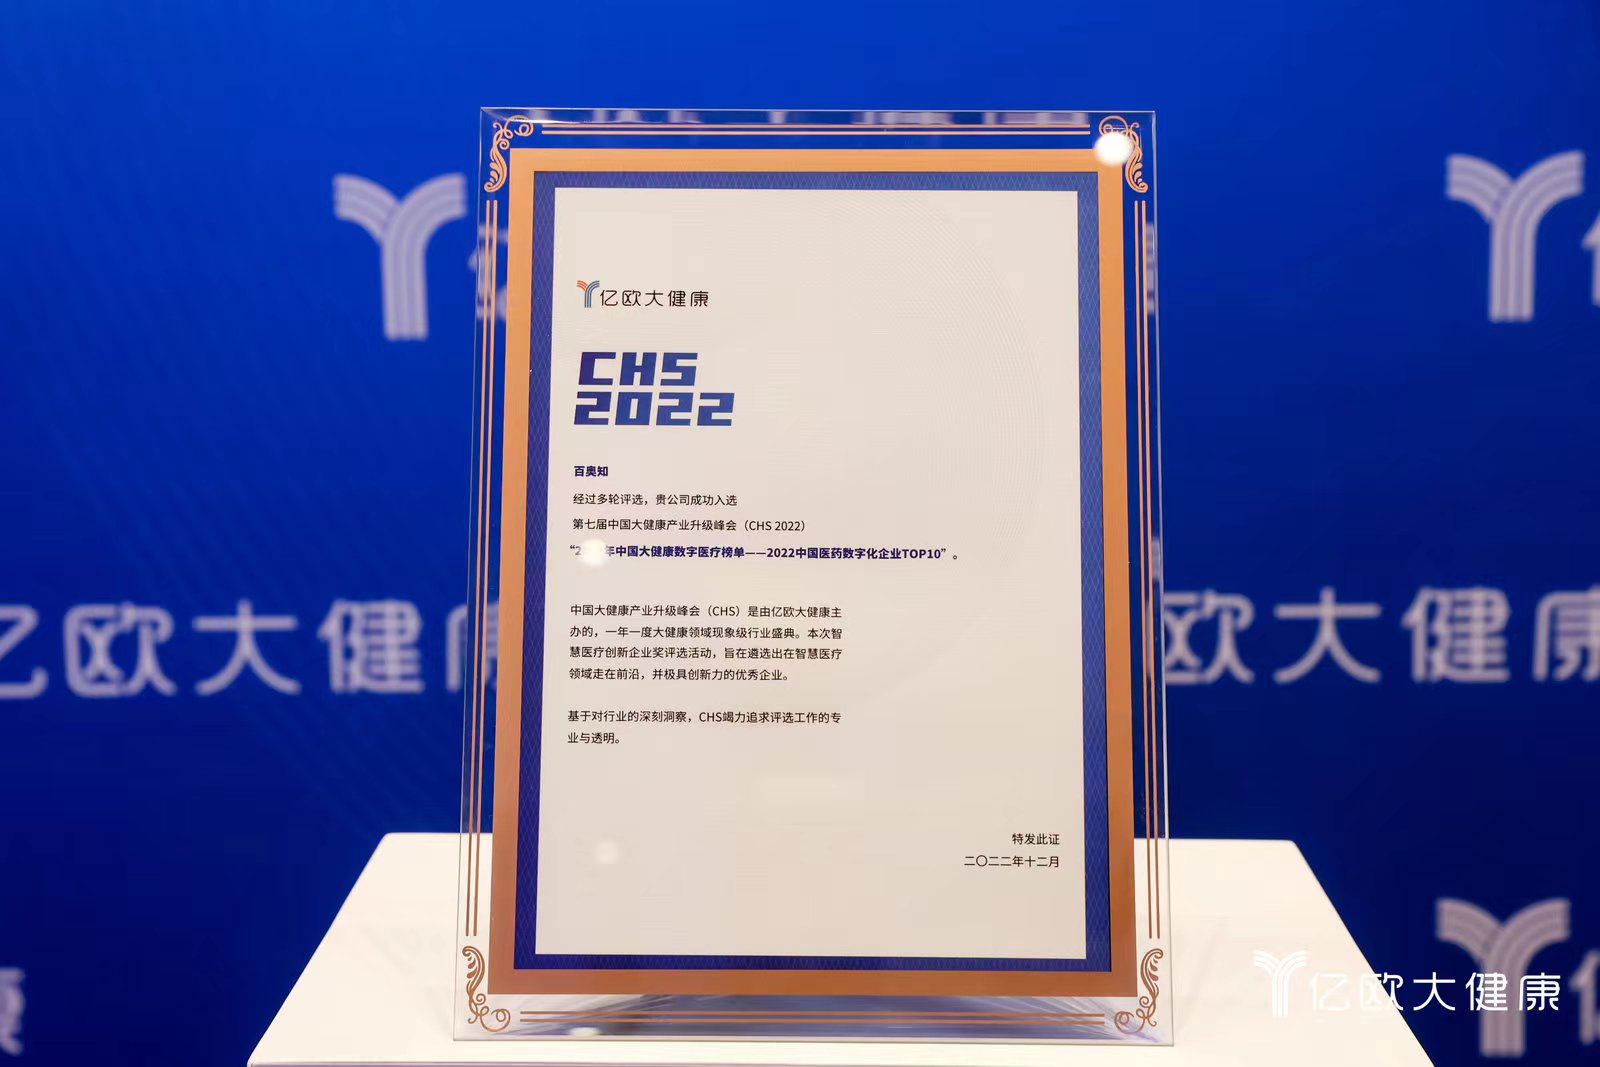 亿欧大健康
CHS
2022
百奥知
经过多轮评选，贵公司成功入选
第七届中国大健康产业升级峰会（CHS 2022）
“2 年中国大健康数字医疗榜单——2022中国医药数字化企业TOP10”。
中国大健康产业升级峰会（CHS）是由亿欧大健康主
办的，一年一度大健康领域现象级行业盛典。本次智
慧医疗创新企业奖评选活动，旨在遴选出在智慧医疗
领域走在前沿，并极具创新力的优秀企业。
基于对行业的深刻洞察，CHS竭力追求评选工作的专
业与透明。
特发此证
二〇二二年十二月
亿欧大健康
欧大健康
亿欧大健康